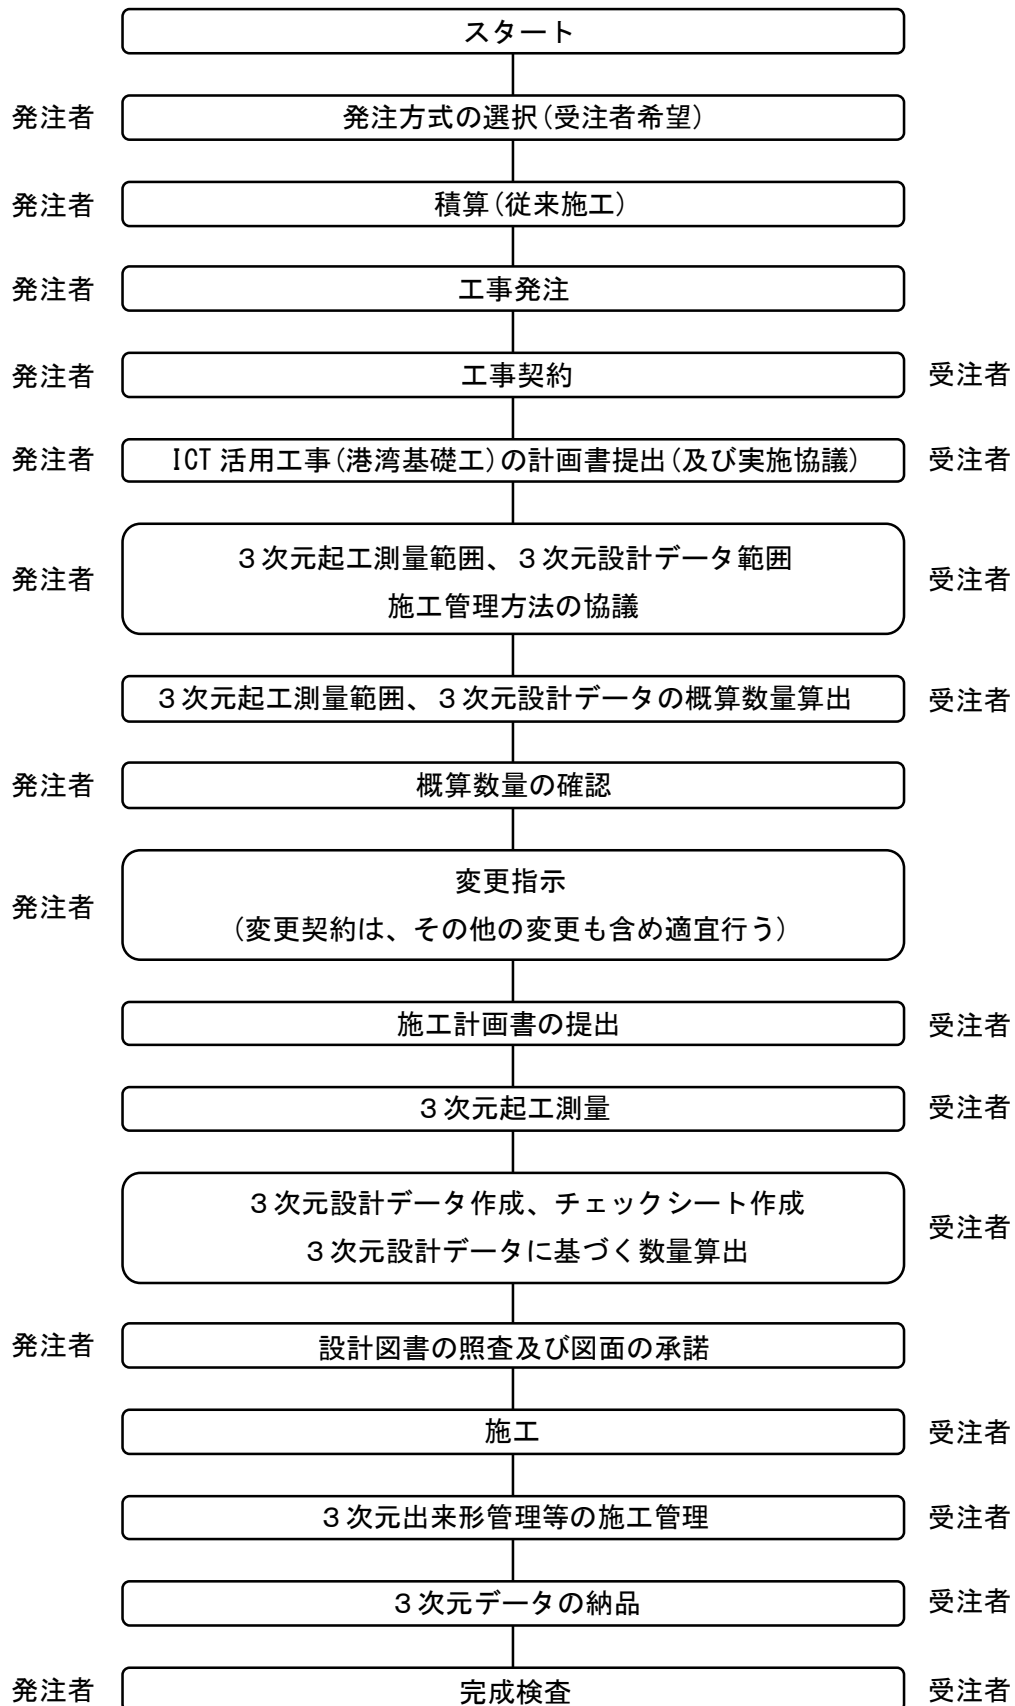 スタート
発注者 発注方式の選択(受注者希望)
発注者 積算(従来施工)
発注者 工事発注
発注者 工事契約 受注者
発注者 ICT 活用工事(港湾基礎工)の計画書提出(及び実施協議) 受注者
3次元起工測量範囲、3次元設計データ範囲
発注者 受注者
施工管理方法の協議
3次元起工測量範囲、3次元設計データの概算数量算出 受注者
発注者 概算数量の確認
変更指示
発注者
(変更契約は、その他の変更も含め適宜行う)
施工計画書の提出 受注者
3次元起工測量 受注者
3次元設計データ作成、チェックシート作成
受注者
3次元設計データに基づく数量算出
発注者 設計図書の照査及び図面の承諾
施工 受注者
3次元出来形管理等の施工管理 受注者
3次元データの納品 受注者
発注者 完成検査 受注者